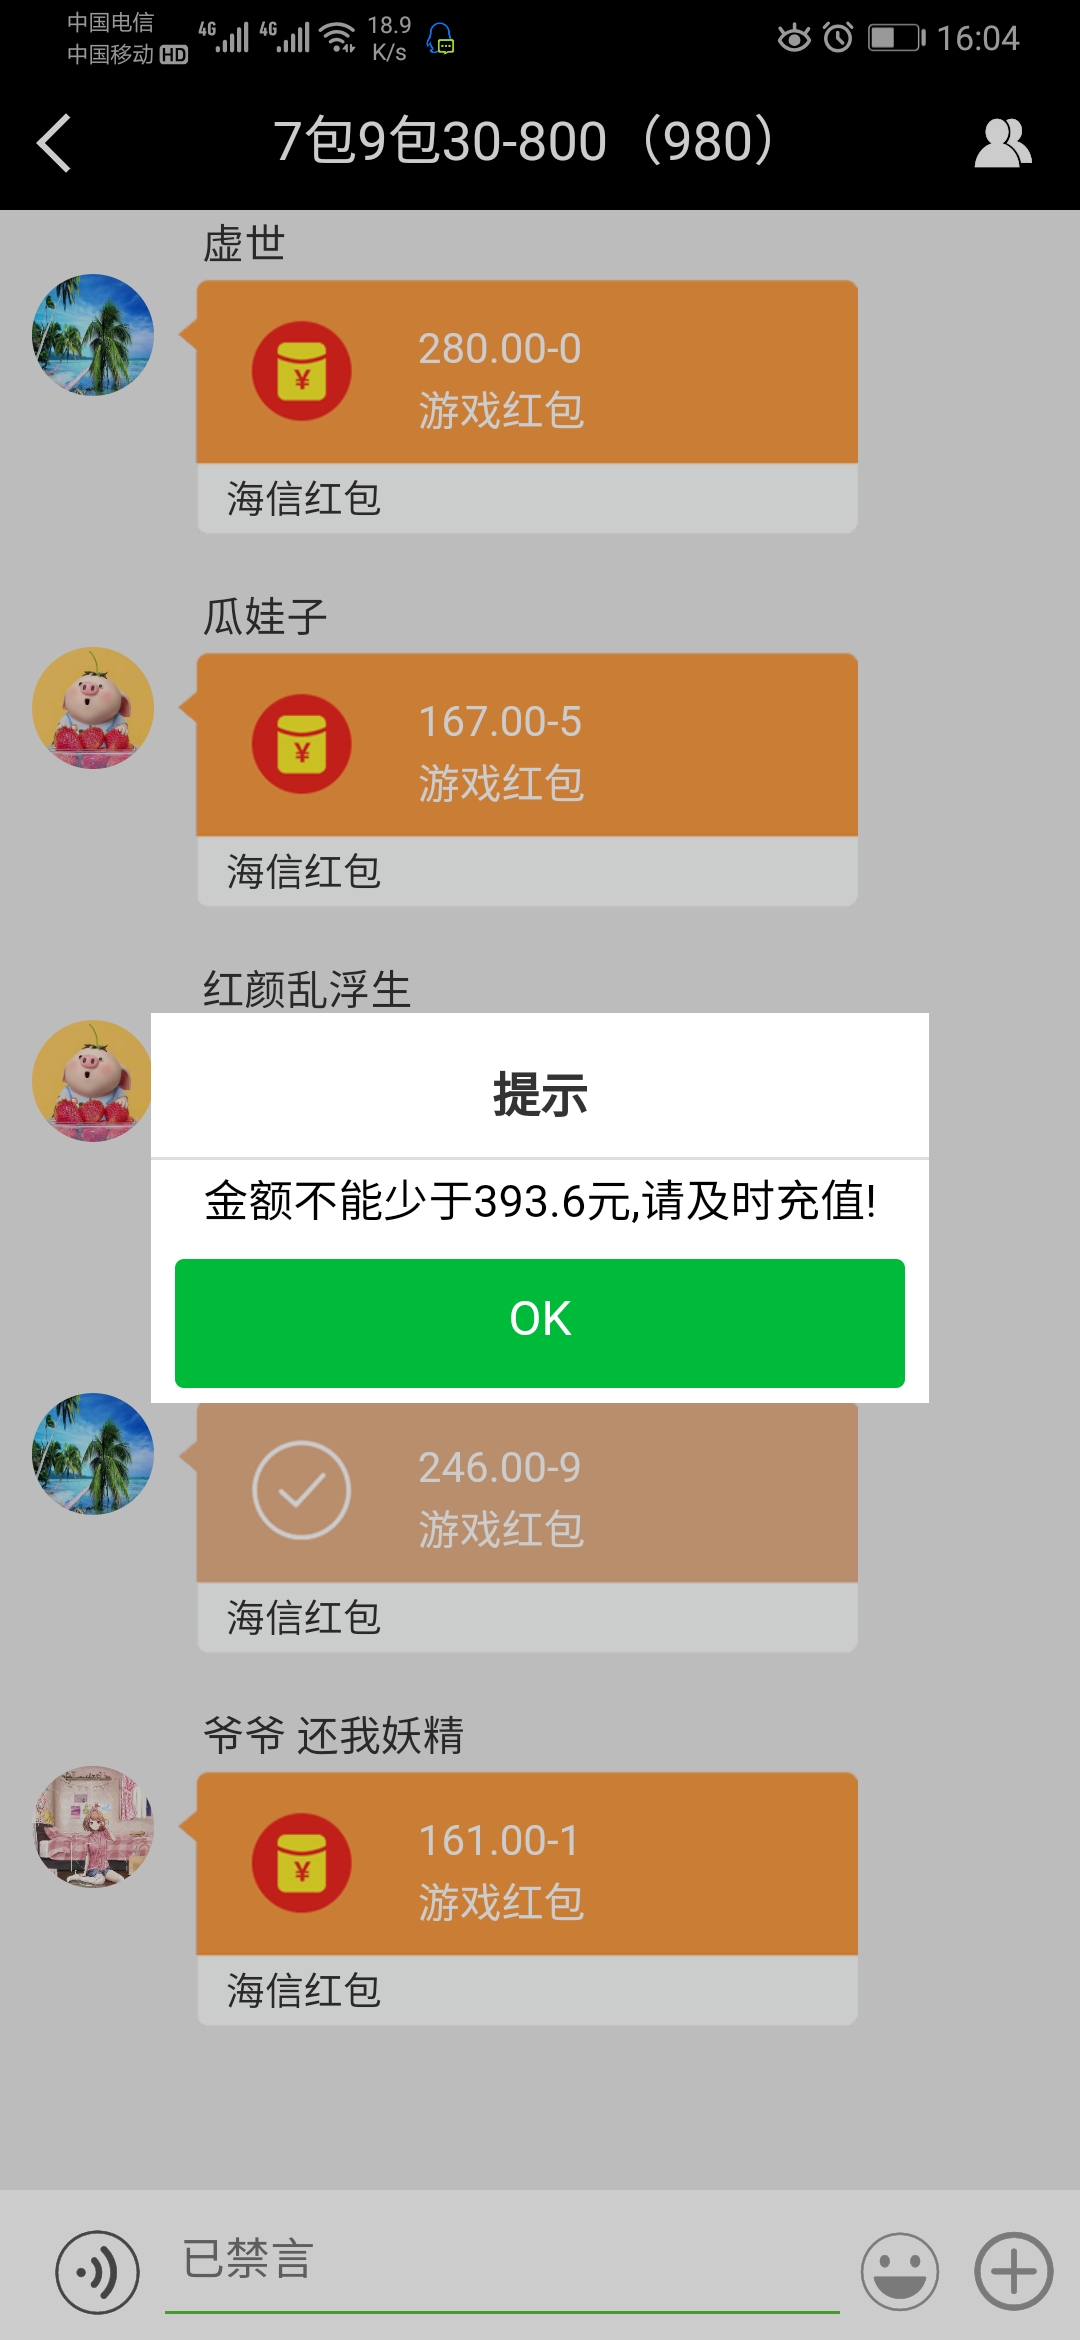 中国电信
中国移动 HD
4G 4G 18.9 K/s
16:04
7包9包30-800（980）
虚世
280.00-0
游戏红包
海信红包
瓜娃子
167.00-5
游戏红包
海信红包
红颜乱浮生
提示
金额不能少于393.6元,请及时充值!
OK
246.00-9
游戏红包
海信红包
爷爷 还我妖精
161.00-1
游戏红包
海信红包
已禁言